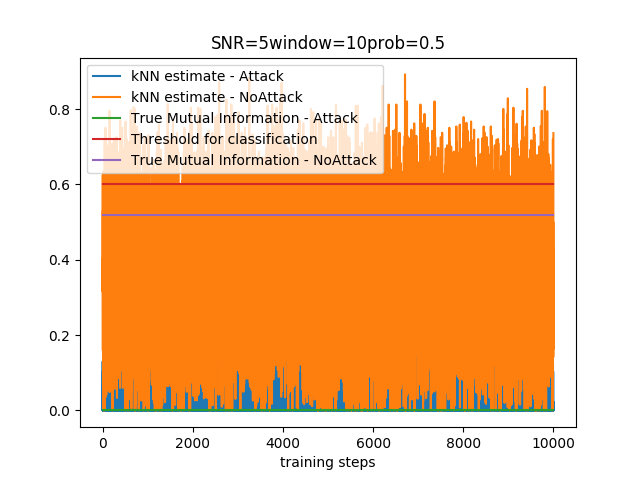 SNR=5window=10prob=0.5
kNN estimate - Attack
kNN estimate - NoAttack
True Mutual Information - Attack
Threshold for classification
True Mutual Information - NoAttack
0.8
0.6
0.4
0.2
0.0
0 2000 4000 6000 8000 10000
training steps